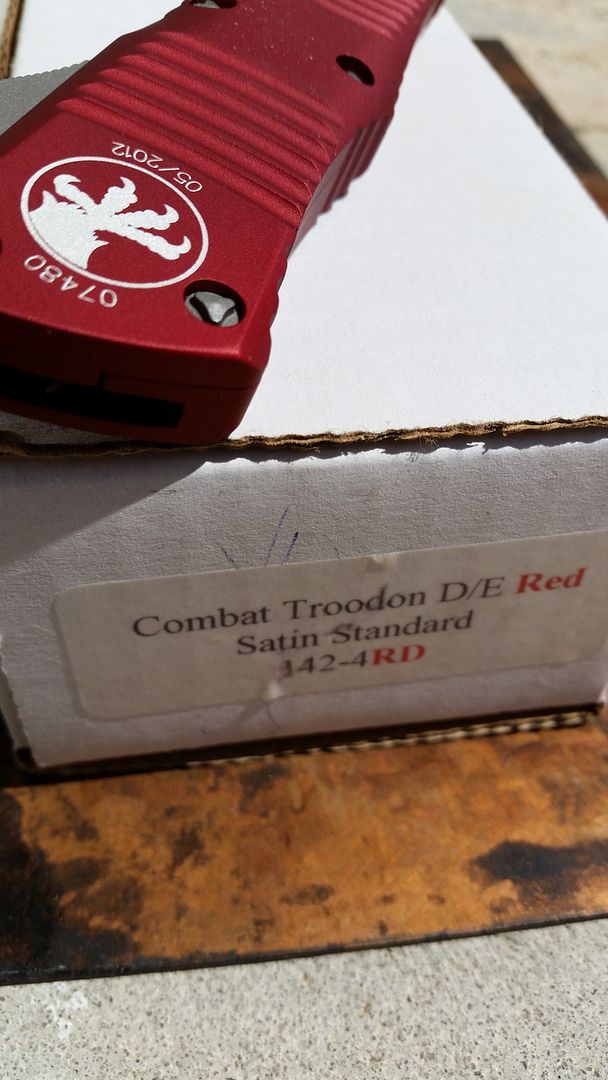 05/2012
07480
Combat Troodon D/E Red
Satin Standard
142-4RD